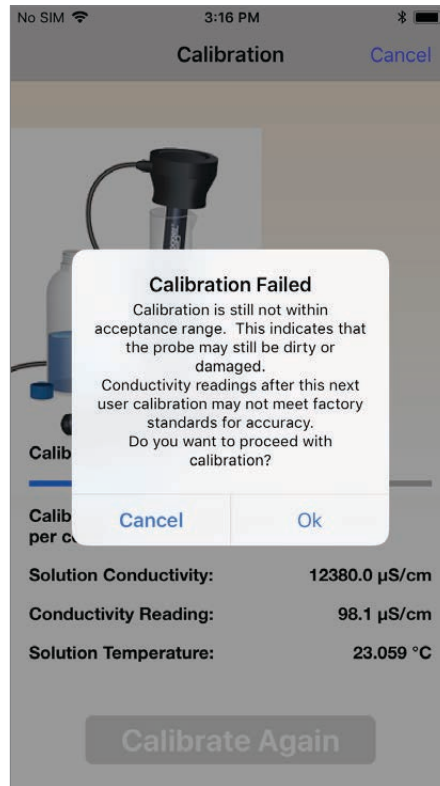 No SIM 3:16 PM
Calibration Cancel
Calibration Failed
Calibration is still not within
acceptance range. This indicates that
the probe may still be dirty or
damaged.
Conductivity readings after this next
user calibration may not meet factory
standards for accuracy.
Do you want to proceed with
calibration?
Calib
Cancel Ok
Calib
per c
Solution Conductivity: 12380.0 µS/cm
Conductivity Reading: 98.1 µS/cm
Solution Temperature: 23.059 °C
Calibrate Again